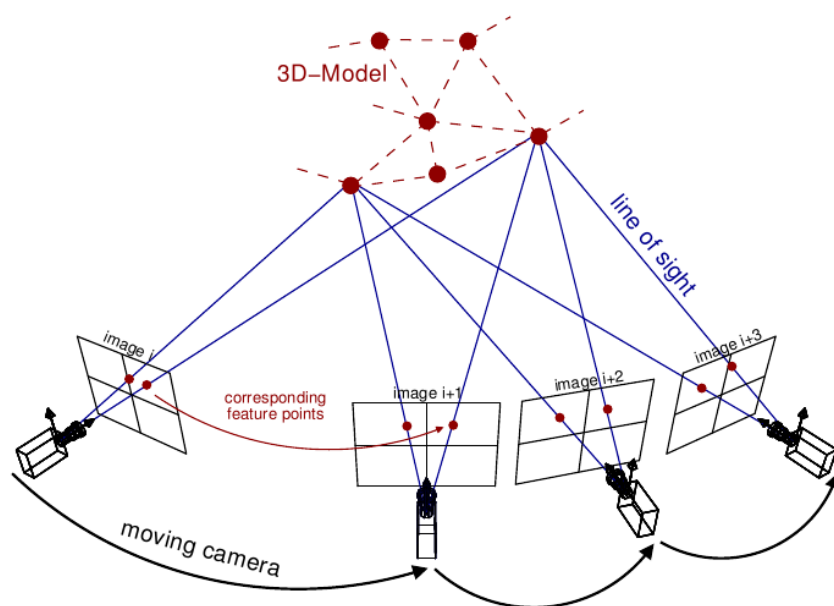 3D-Model
line of sight
image i
image i+1
image i+2
image i+3
corresponding
feature points
moving camera